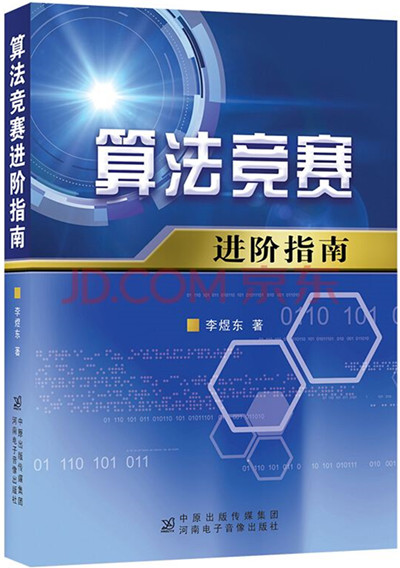 算法竞赛进阶指南
李煜东 著
中原出版传媒集团
河南电子音像出版社
算法竞赛
进阶指南
JD.COM 京东
李煜东 著
0110 101 01
01 110 101 011
中原出版传媒集团
河南电子音像出版社